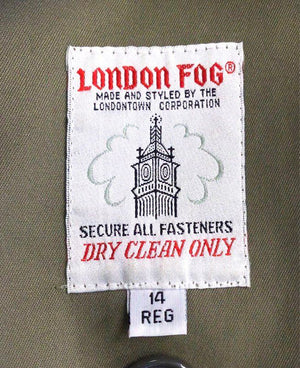 LONDON FOG®
MADE AND STYLED BY THE
LONDONTOWN CORPORATION
SECURE ALL FASTENERS
DRY CLEAN ONLY
14
REG